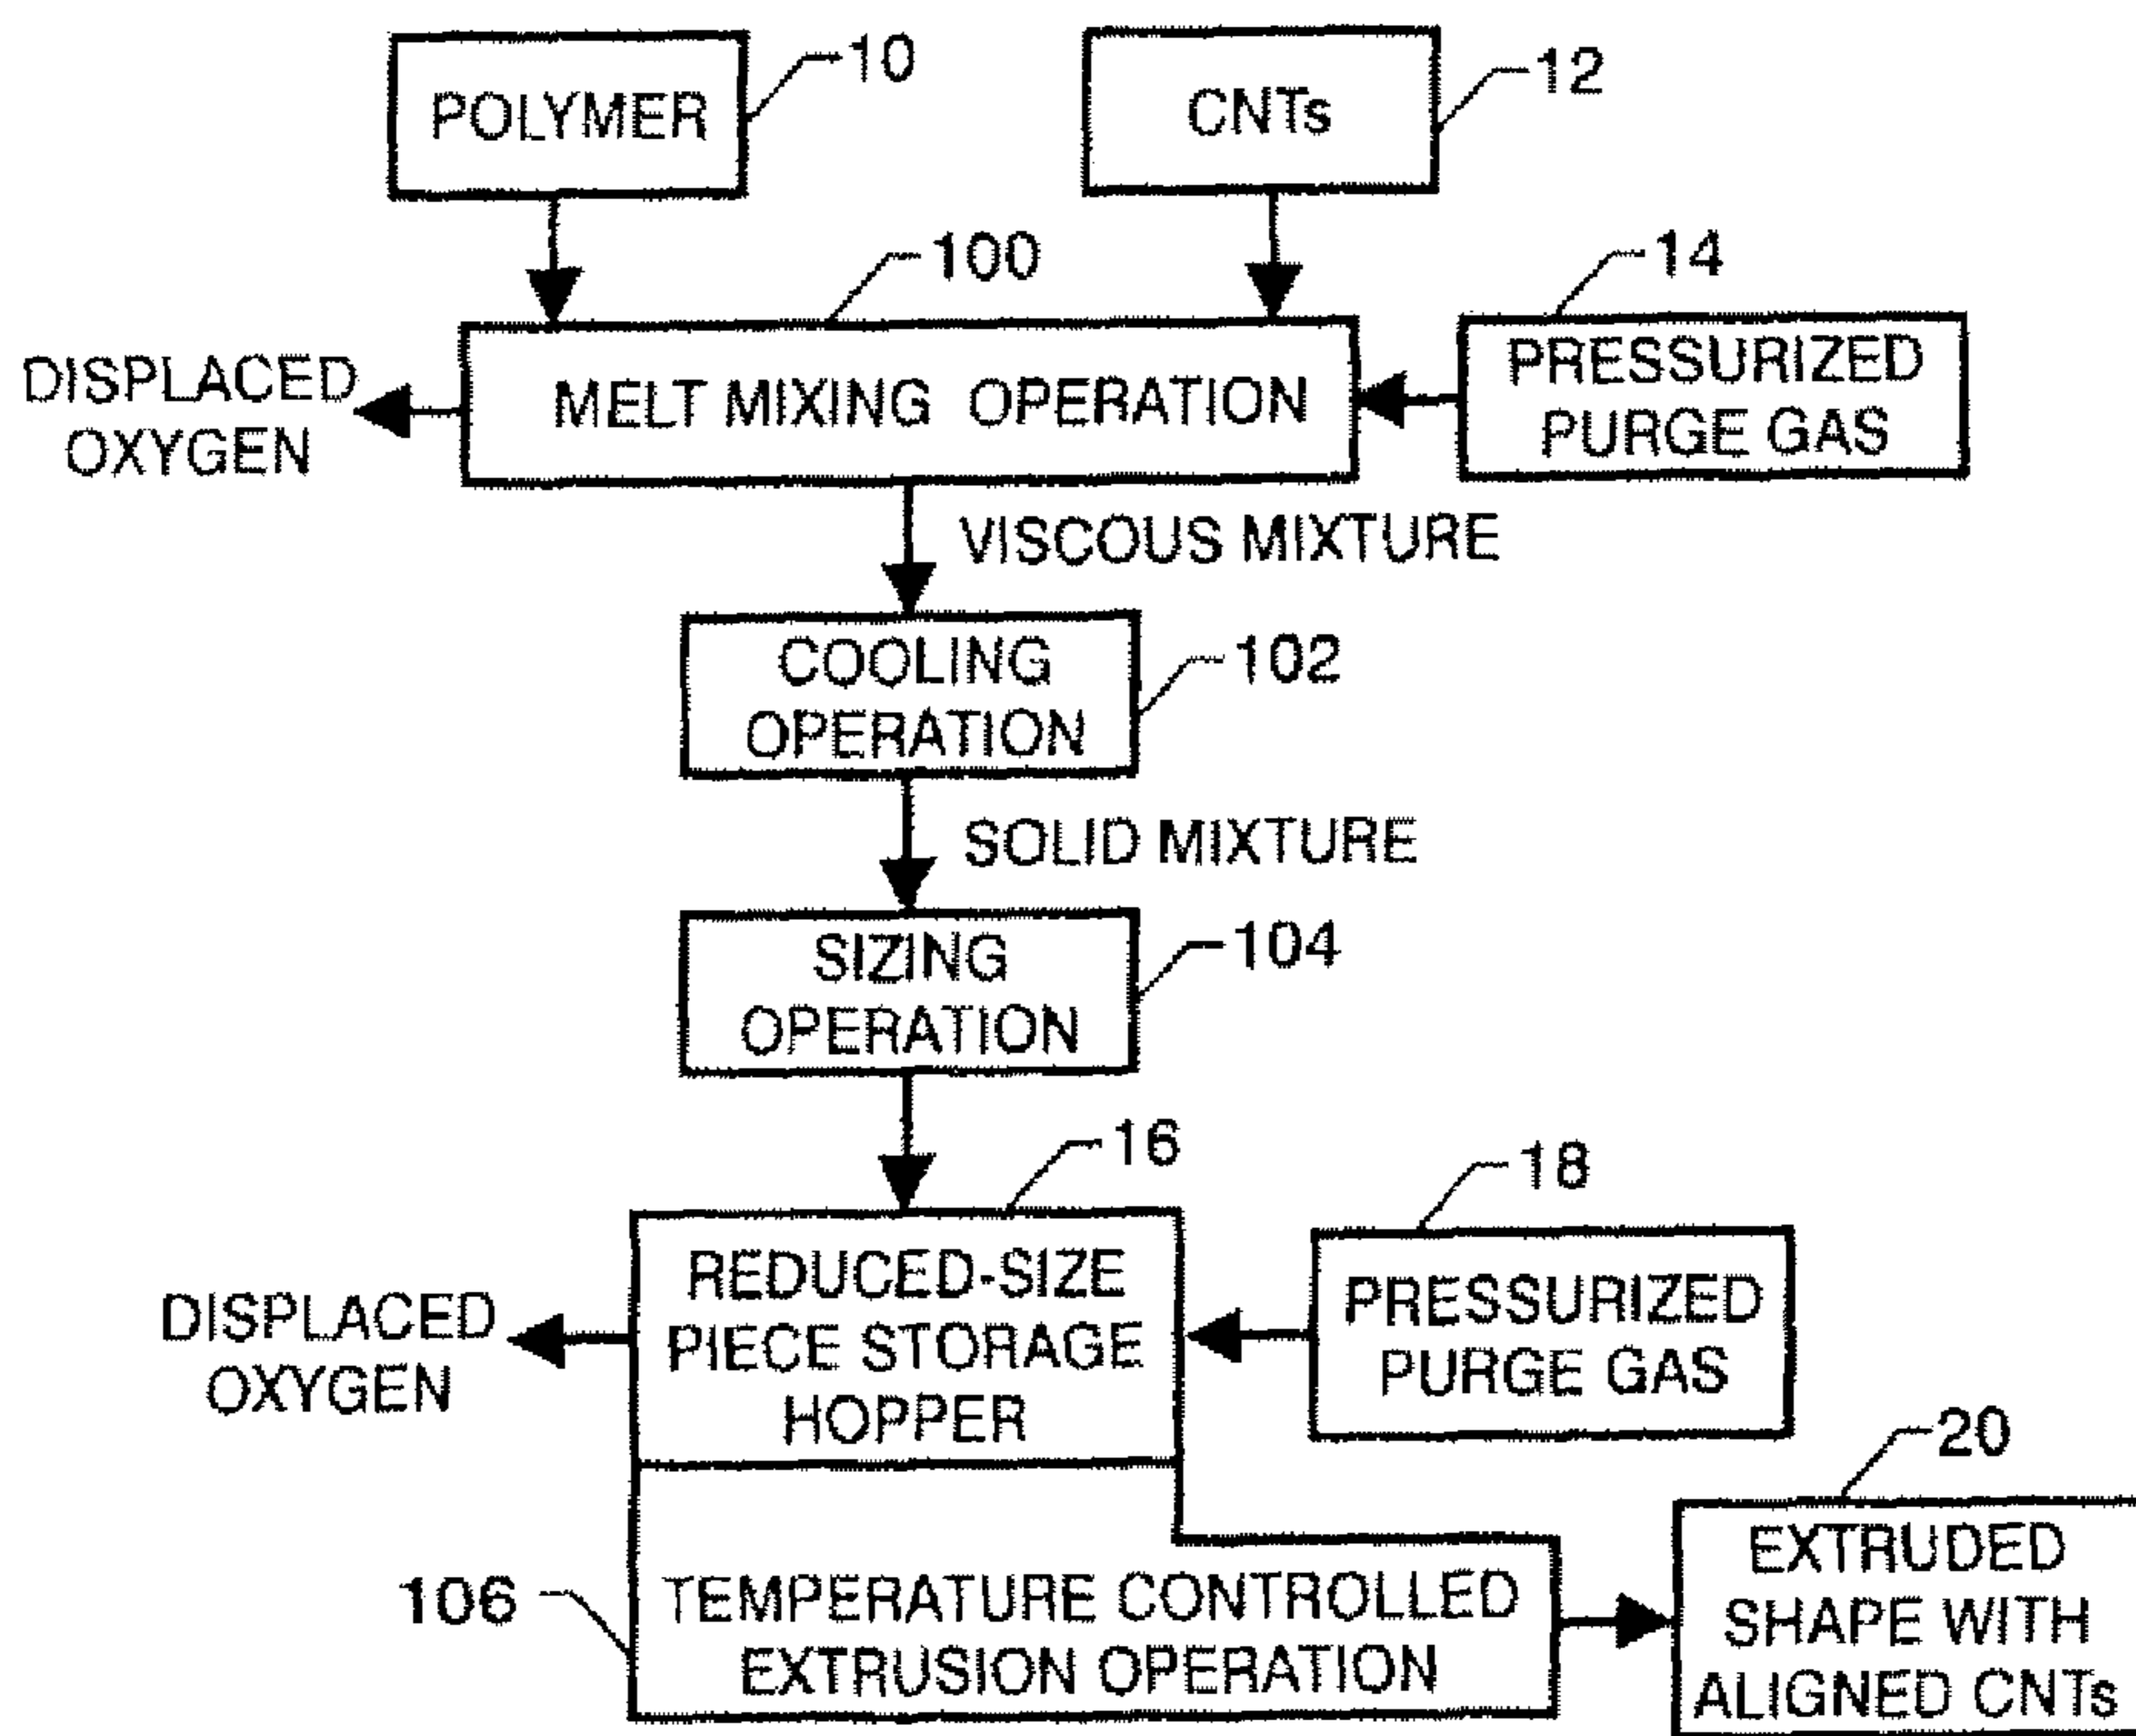 POLYMER
10
CNTs
12
100
14
DISPLACED
OXYGEN
MELT MIXING OPERATION
PRESSURIZED
PURGE GAS
VISCOUS MIXTURE
COOLING
OPERATION
102
SOLID MIXTURE
SIZING
OPERATION
104
16
18
DISPLACED
OXYGEN
REDUCED-SIZE
PIECE STORAGE
HOPPER
PRESSURIZED
PURGE GAS
20
106
TEMPERATURE CONTROLLED
EXTRUSION OPERATION
EXTRUDED
SHAPE WITH
ALIGNED CNTs